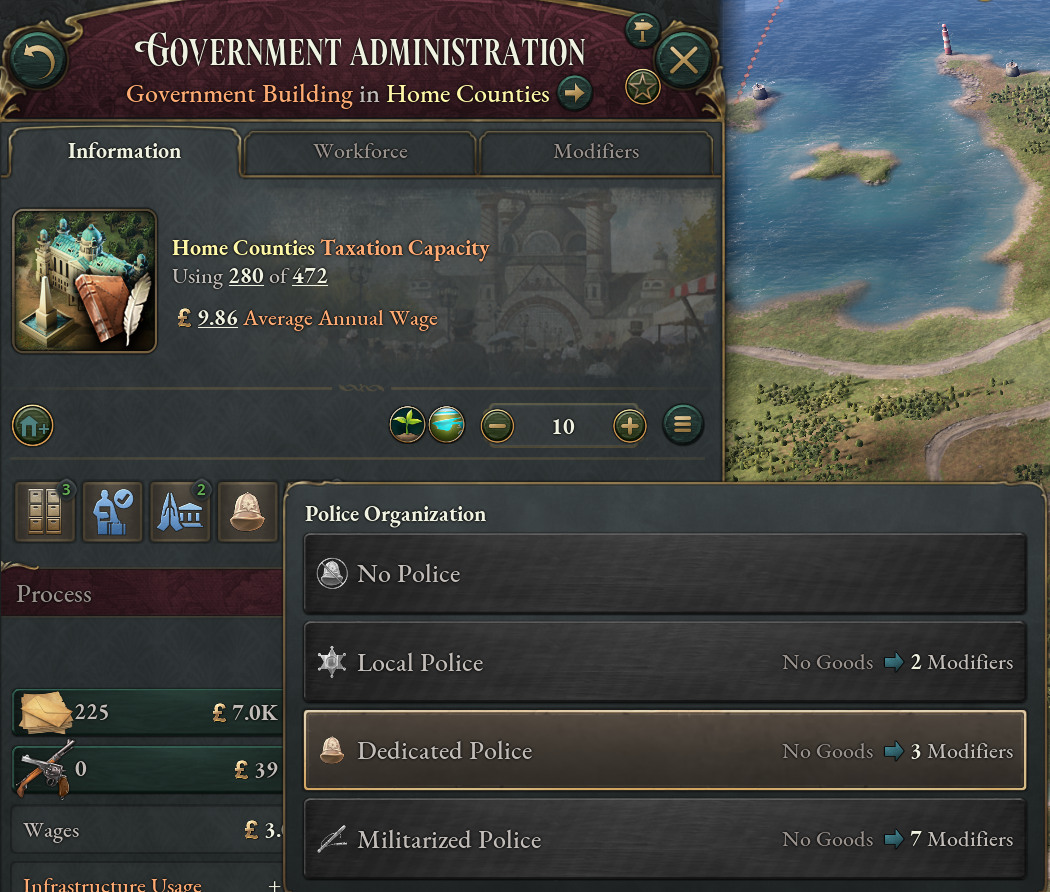 GOVERNMENT ADMINISTRATION
Government Building in Home Counties
Information
Workforce
Modifiers
Home Counties Taxation Capacity
Using 280 of 472
£ 9.86 Average Annual Wage
10
3
2
Police Organization
No Police
Process
Local Police
No Goods 2 Modifiers
225
£ 7.0K
Dedicated Police
No Goods 3 Modifiers
0
£ 39
Wages
£ 3.
Militarized Police
No Goods 7 Modifiers
Infrastructure Usage
+